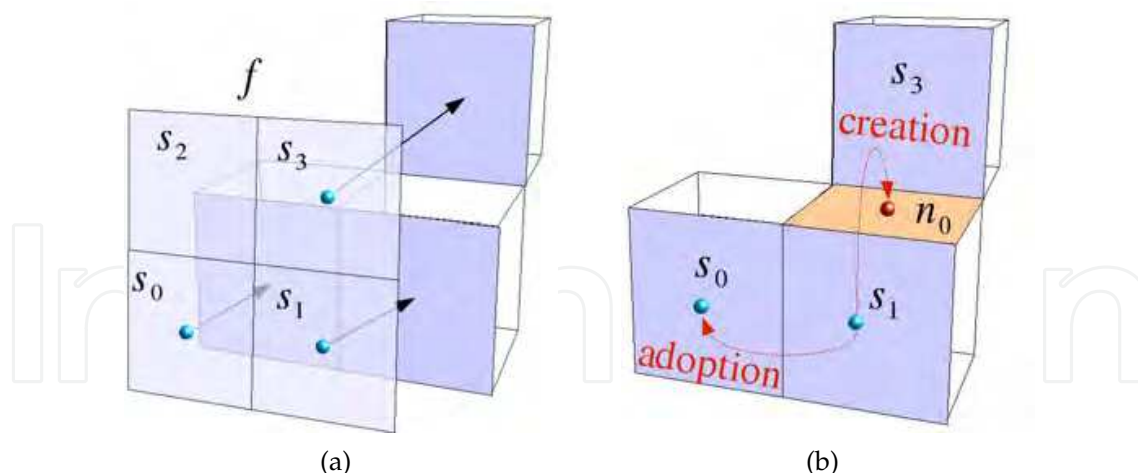 f
s₂
s₃
s₀
s₁
(a)
s₃
creation
n₀
s₀
s₁
adoption
(b)